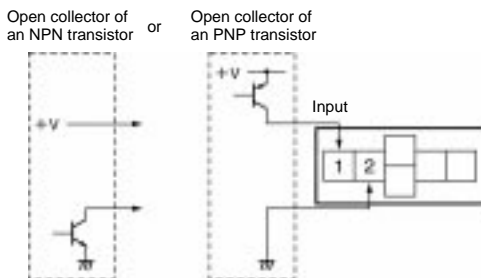 Open collector of
an NPN transistor
or
Open collector of
an PNP transistor
+V
+V
Input
1 2